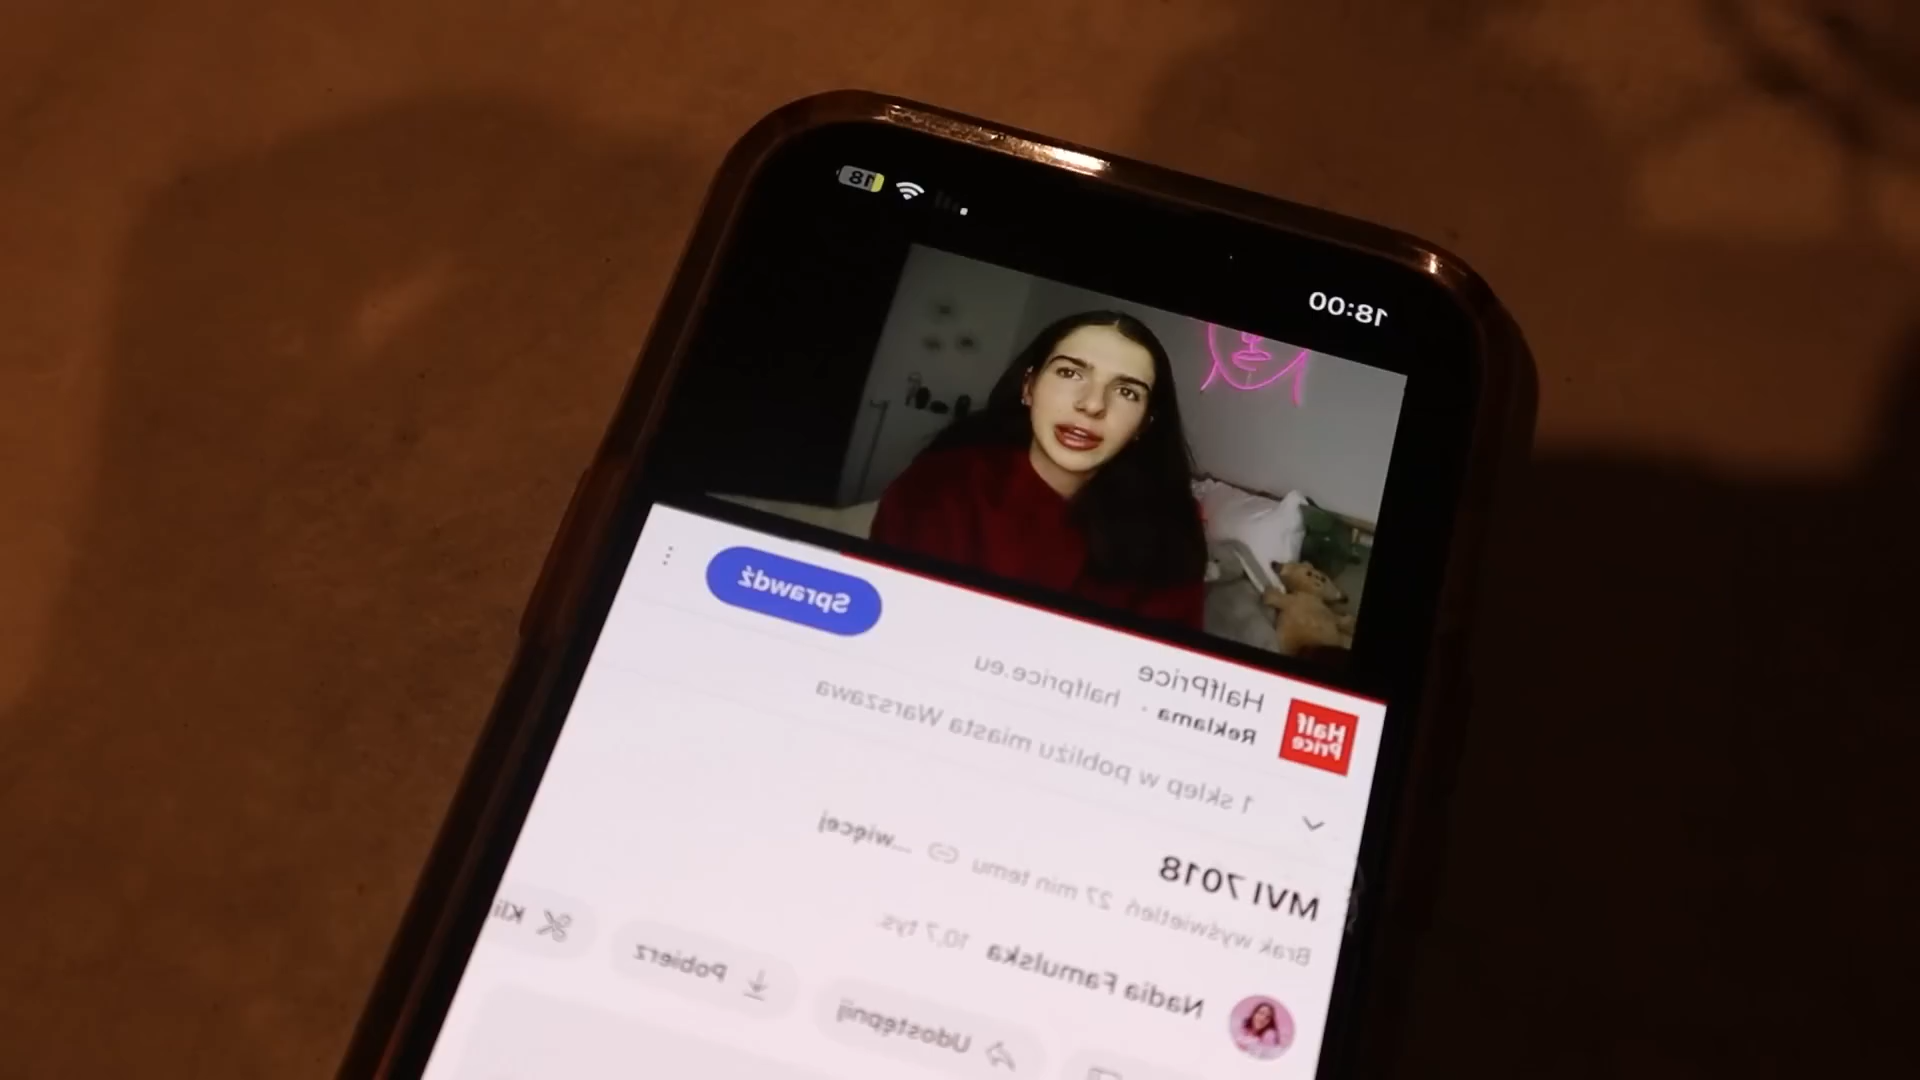 18:00
18
Half
Price
HalfPrice
Reklama · halfprice.eu
Sprawdź
1 sklep w pobliżu miasta Warszawa
MVI 7018
Brak wyświetleń 27 min temu ...więcej
Nadia Famulska 10,7 tys.
Udostępnij
Pobierz
Kli